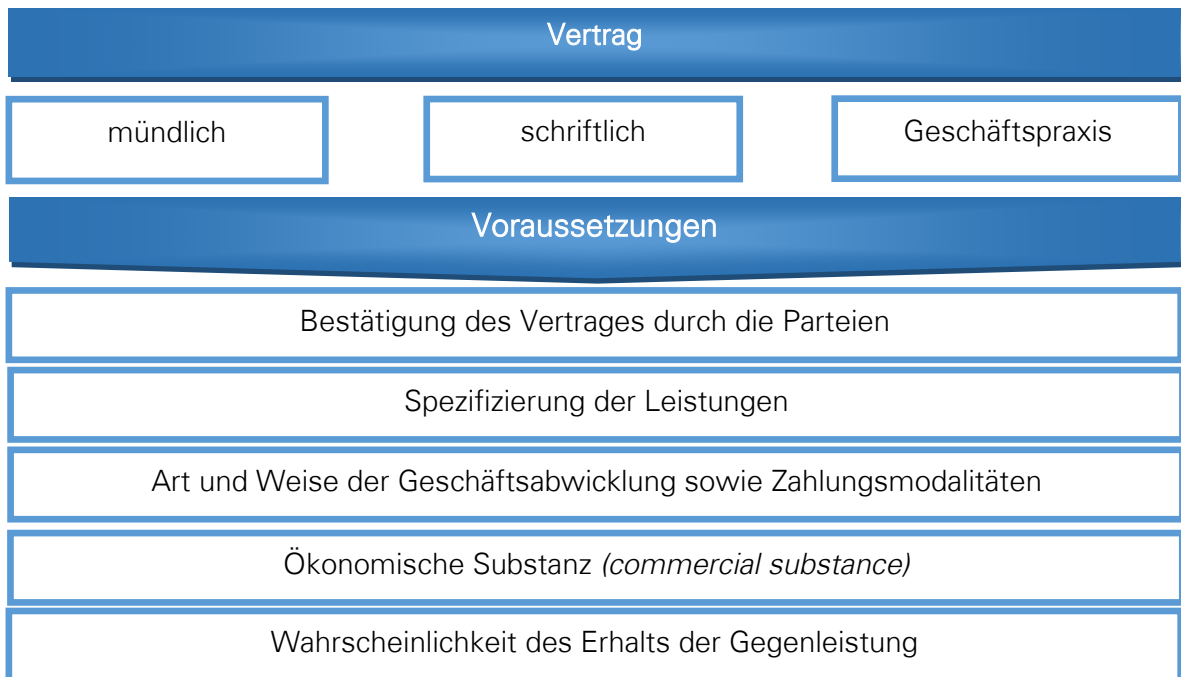 Vertrag
mündlich
schriftlich
Geschäftspraxis
Voraussetzungen
Bestätigung des Vertrages durch die Parteien
Spezifizierung der Leistungen
Art und Weise der Geschäftsabwicklung sowie Zahlungsmodalitäten
Ökonomische Substanz (commercial substance)
Wahrscheinlichkeit des Erhalts der Gegenleistung